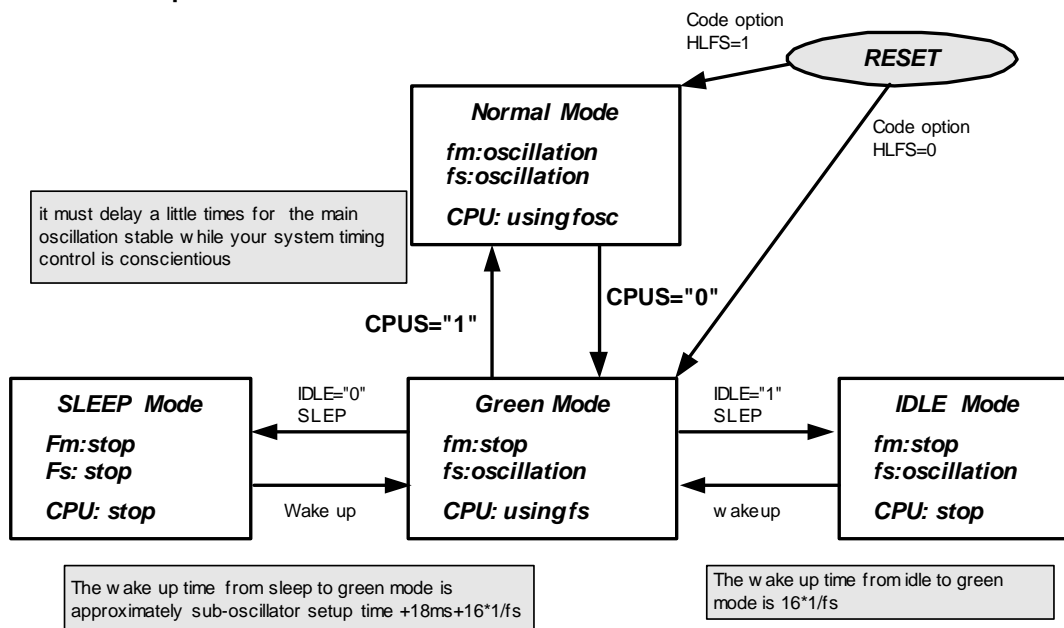 Code option
HLFS=1
RESET
Normal Mode
fm:oscillation
fs:oscillation
CPU: using fosc
Code option
HLFS=0
it must delay a little times for the main
oscillation stable while your system timing
control is conscientious
CPUS="1"
CPUS="0"
SLEEP Mode
Fm:stop
Fs: stop
CPU: stop
IDLE="0"
SLEP
Wake up
Green Mode
fm:stop
fs:oscillation
CPU: using fs
IDLE="1"
SLEP
wakeup
IDLE Mode
fm:stop
fs:oscillation
CPU: stop
The wake up time from sleep to green mode is
approximately sub-oscillator setup time +18ms+16*1/fs
The wake up time from idle to green
mode is 16*1/fs